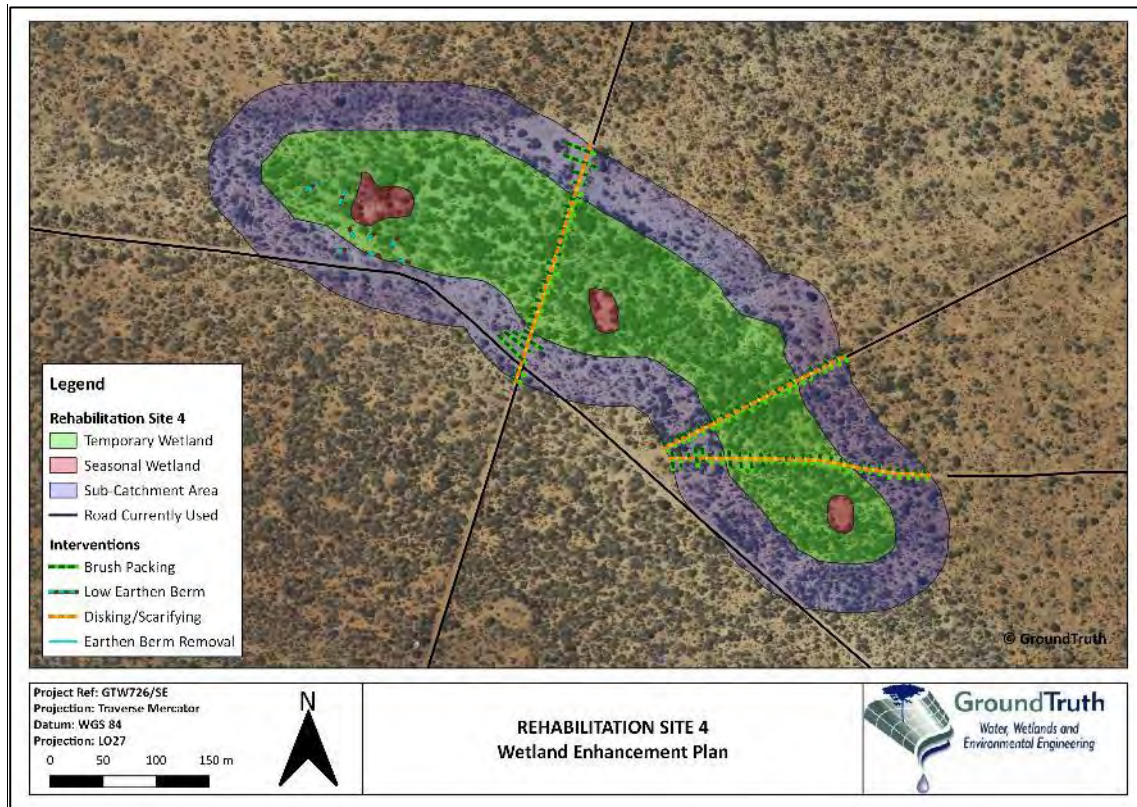 Legend
Rehabilitation Site 4
Temporary Wetland
Seasonal Wetland
Sub-Catchment Area
Road Currently Used
Interventions
Brush Packing
Low Earthen Berm
Disking/Scarifying
Earthen Berm Removal
© GroundTruth
Project Ref: GTW726/SE
Projection: Traverse Mercator
Datum: WGS 84
Projection: LO27
0 50 100 150 m
N
REHABILITATION SITE 4
Wetland Enhancement Plan
GroundTruth
Water, Wetlands and
Environmental Engineering